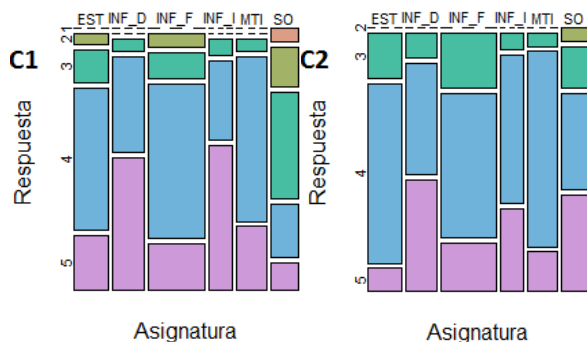 EST INF_D INF_F INF_I MTI SO
C1
Respuesta
2
3
4
5
Asignatura
EST INF_D INF_F INF_I MTI SO
C2
Respuesta
2
3
4
5
Asignatura